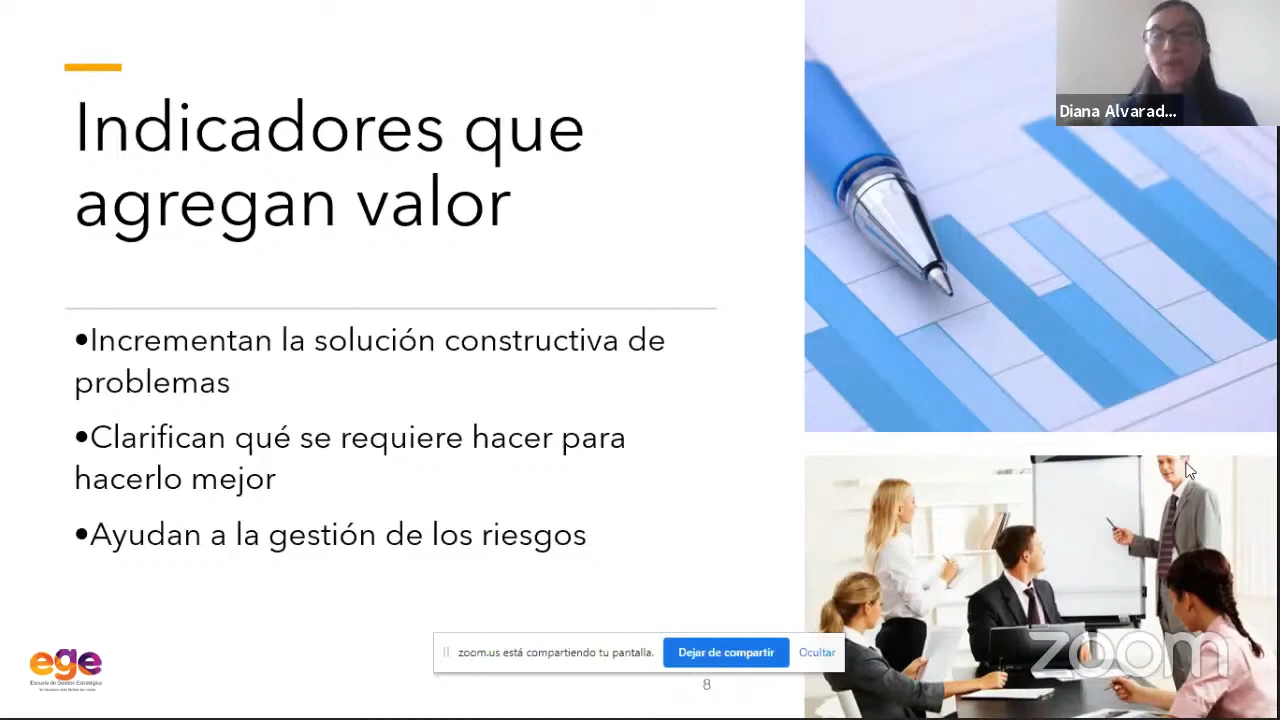 Indicadores que
agregan valor
•Incrementan la solución constructiva de
problemas
•Clarifican qué se requiere hacer para
hacerlo mejor
•Ayudan a la gestión de los riesgos
Diana Alvarad...
zoom.us está compartiendo tu pantalla.
Dejar de compartir
Ocultar
8
ege
Escuela de Gestión Estratégica
zoom